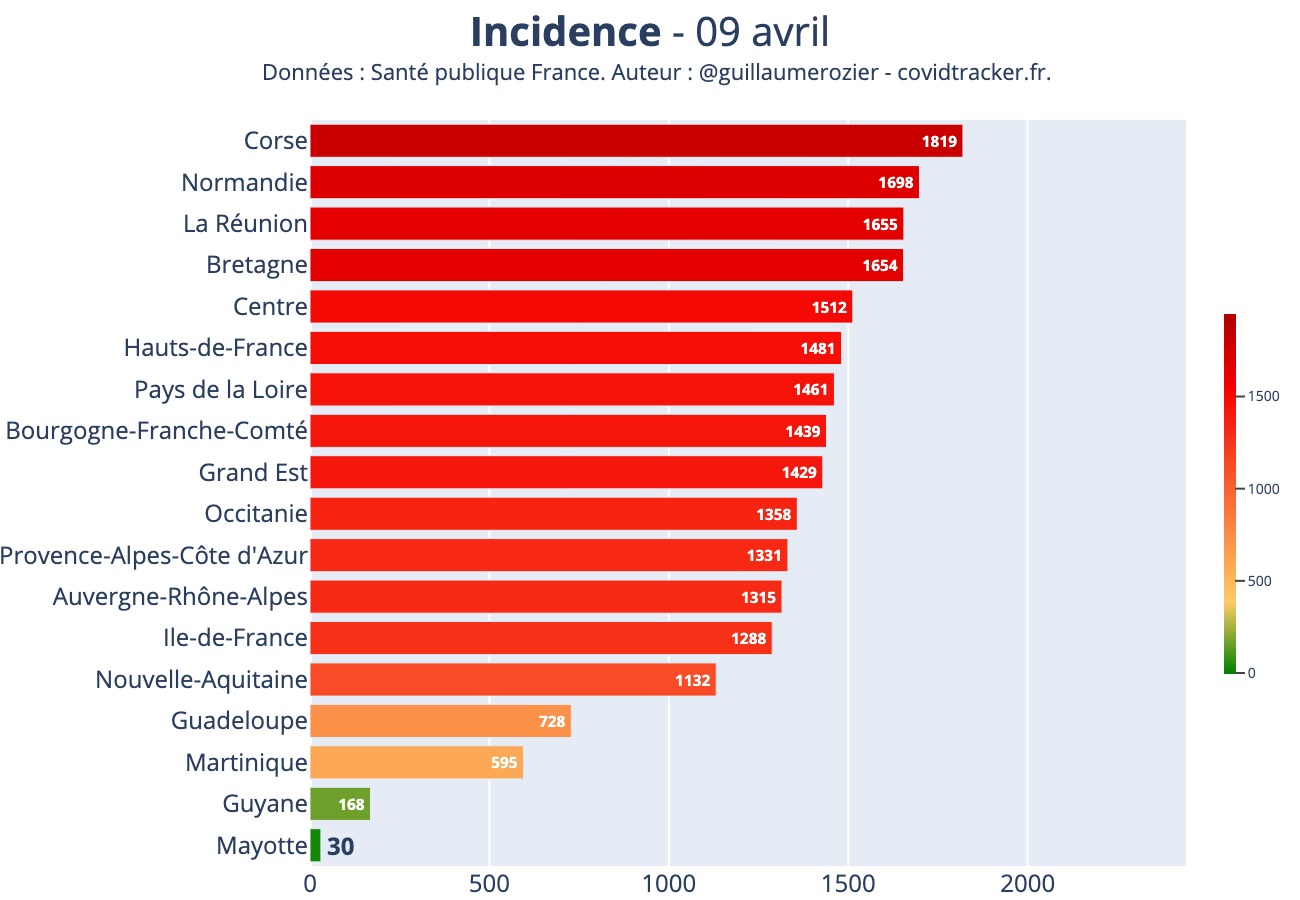 Incidence - 09 avril
Données : Santé publique France. Auteur : @guillaumerozier - covidtracker.fr.
Corse 1819
Normandie 1698
La Réunion 1655
Bretagne 1654
Centre 1512
Hauts-de-France 1481
Pays de la Loire 1461
Bourgogne-Franche-Comté 1439
Grand Est 1429
Occitanie 1358
Provence-Alpes-Côte d'Azur 1331
Auvergne-Rhône-Alpes 1315
Ile-de-France 1288
Nouvelle-Aquitaine 1132
Guadeloupe 728
Martinique 595
Guyane 168
Mayotte 30
0 500 1000 1500 2000
1500
1000
500
0